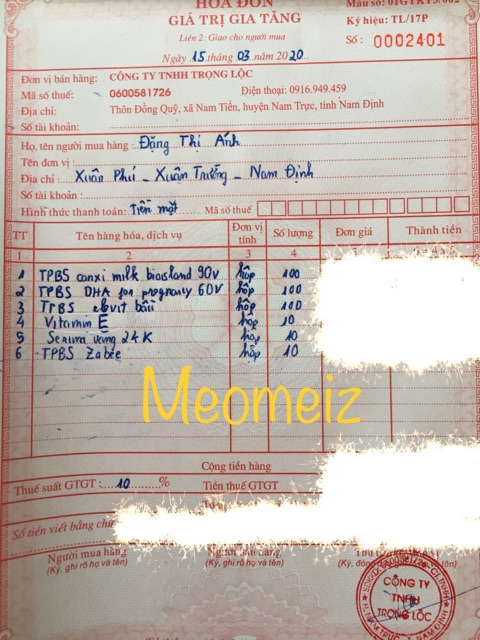 HÓA ĐƠN
GIÁ TRỊ GIA TĂNG
Liên 2: Giao cho người mua
Ngày 15 tháng 03 năm 2020
Mẫu số: 01GTKT3/002
Ký hiệu: TL/17P
Số : 0002401
Đơn vị bán hàng: CÔNG TY TNHH TRỌNG LỘC
Mã số thuế: 0600581726 Điện thoại: 0916.949.459
Địa chỉ: Thôn Đồng Quỹ, xã Nam Tiến, huyện Nam Trực, tỉnh Nam Định
Số tài khoản:
Họ, tên người mua hàng : Đặng Thị Ánh
Tên đơn vị :
Địa chỉ : Xuân Phú - Xuân Trường - Nam Định
Số tài khoản :
Hình thức thanh toán: Tiền mặt Mã số thuế
TT Tên hàng hóa, dịch vụ Đơn vị tính Số lượng Đơn giá Thành tiền
1 2 3 4
1 TPBS canxi milk bioisland 90v hộp 100
2 TPBS DHA for pregnancy 60V hộp 100
3 TPBS elevit bầu hộp 100
4 Vitamin E hộp 10
5 Serum vàng 24K hộp 10
6 TPBS Zabee hộp 10
Meomeiz
Cộng tiền hàng
Thuế suất GTGT : 10 % Tiền thuế GTGT
Số tiền viết bằng chữ
Người mua hàng
(Ký, ghi rõ họ và tên) (Ký, ghi rõ họ và tên)
CÔNG TY
TNHH
TRỌNG LỘC